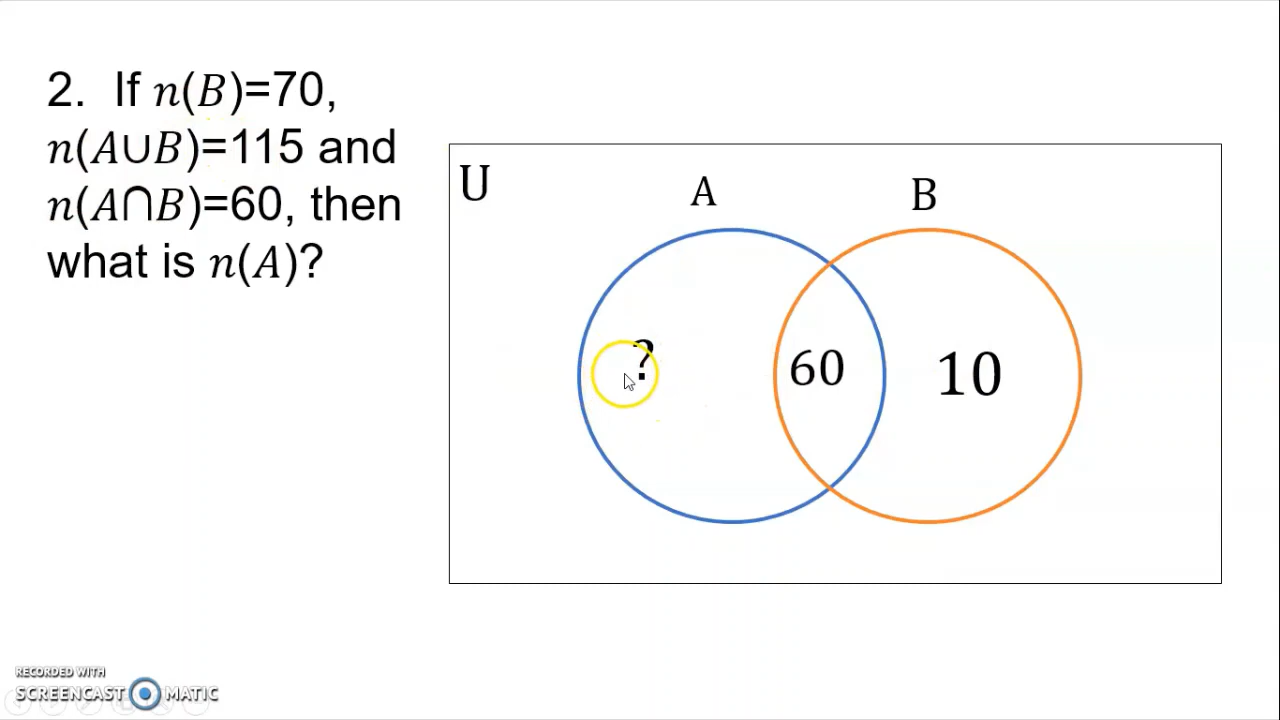 2. If n(B)=70,
n(A∪B)=115 and
n(A∩B)=60, then
what is n(A)?
U
A
B
?
60
10
RECORDED WITH
SCREENCAST MATIC